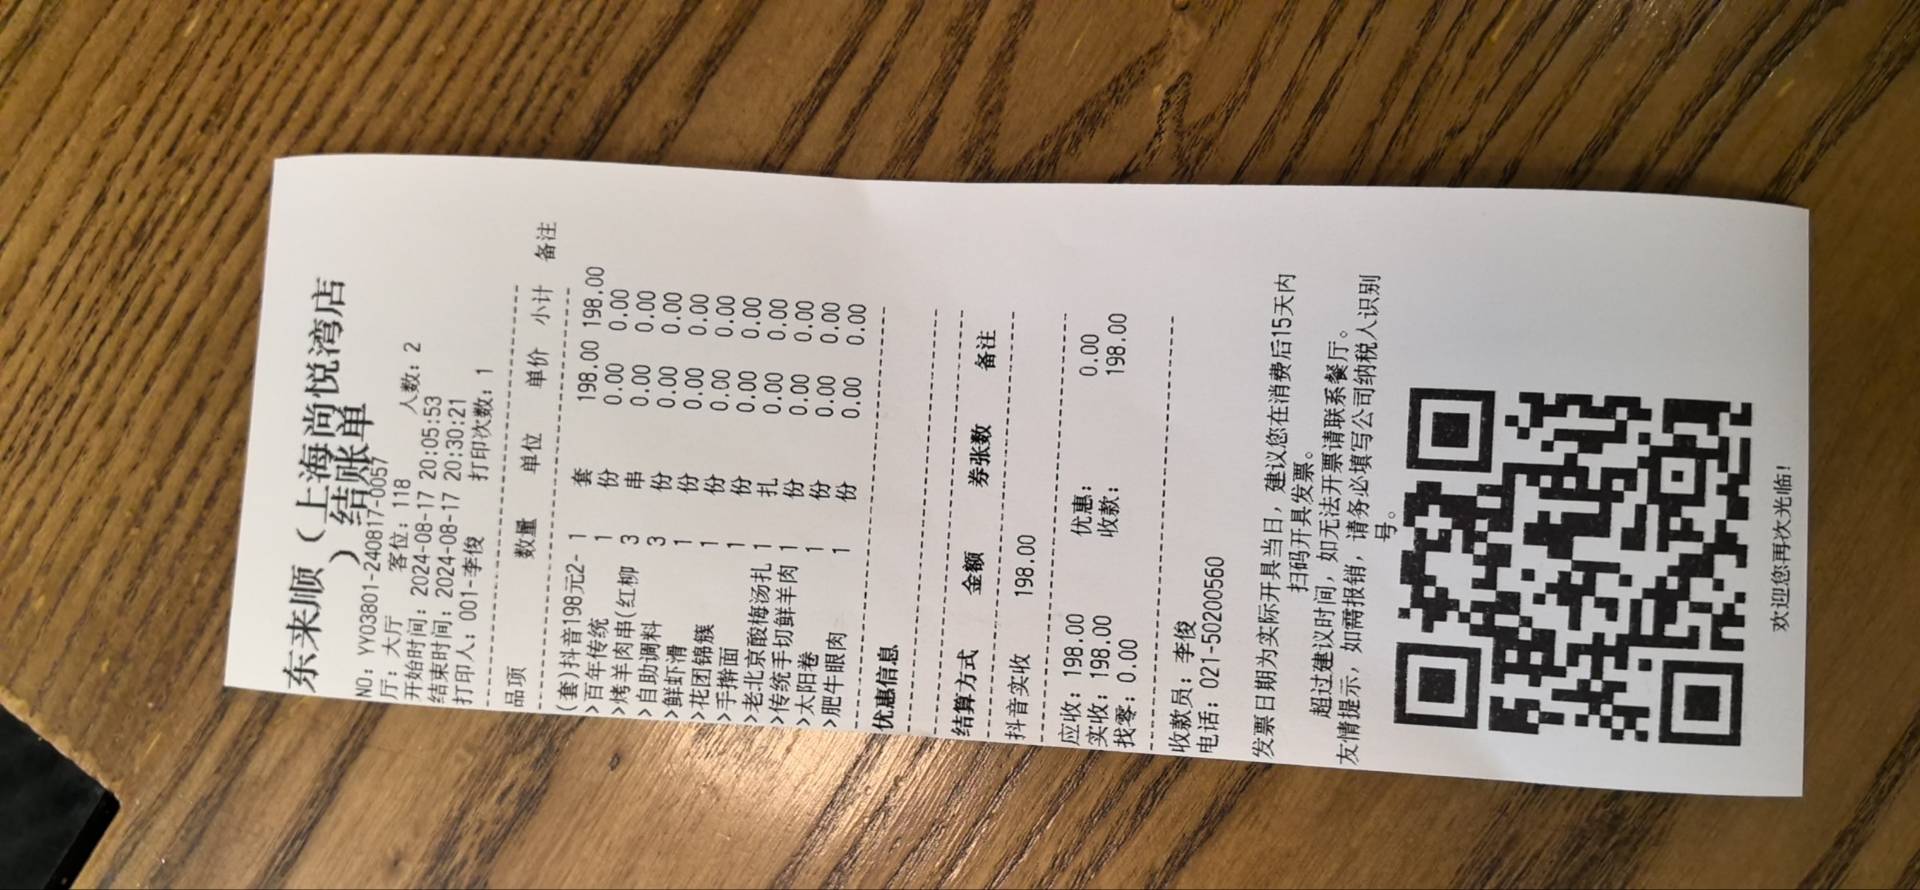 东来顺（上海尚悦湾店
）结账单
NO: YY03801-240817-0057
厅: 大厅 客位: 118 人数: 2
开始时间: 2024-08-17 20:05:53
结束时间: 2024-08-17 20:30:21
打印人: 001-李俊 打印次数: 1
品项 数量 单位 单价 小计 备注
(套)抖音198元2- 1 套 198.00 198.00
>百年传统 1 份 0.00 0.00
>烤羊肉串(红柳 3 串 0.00 0.00
>自助调料 3 份 0.00 0.00
>鲜虾滑 1 份 0.00 0.00
>花团锦簇 1 份 0.00 0.00
>手擀面 1 份 0.00 0.00
>老北京酸梅汤扎 1 扎 0.00 0.00
>传统手切鲜羊肉 1 份 0.00 0.00
>太阳卷 1 份 0.00 0.00
>肥牛眼肉 1 份 0.00 0.00
优惠信息
结算方式 金额 券张数 备注
抖音实收 198.00
应收: 198.00 优惠: 0.00
实收: 198.00 收款: 198.00
找零: 0.00
收款员: 李俊
电话: 021-50200560
发票日期为实际开具当日，建议您在消费后15天内
扫码开具发票。
超过建议时间，如无法开票请联系餐厅。
友情提示，如需报销，请务必填写公司纳税人识别
号。
欢迎您再次光临!